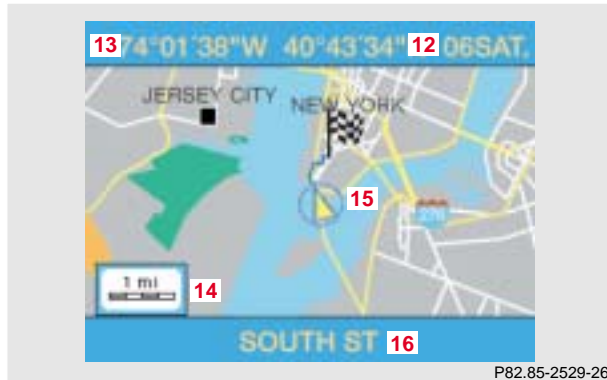 13 74°01'38"W 40°43'34" 12 06SAT.
JERSEY CITY NEW YORK
15
278
1 mi 14
SOUTH ST 16
P82.85-2529-26